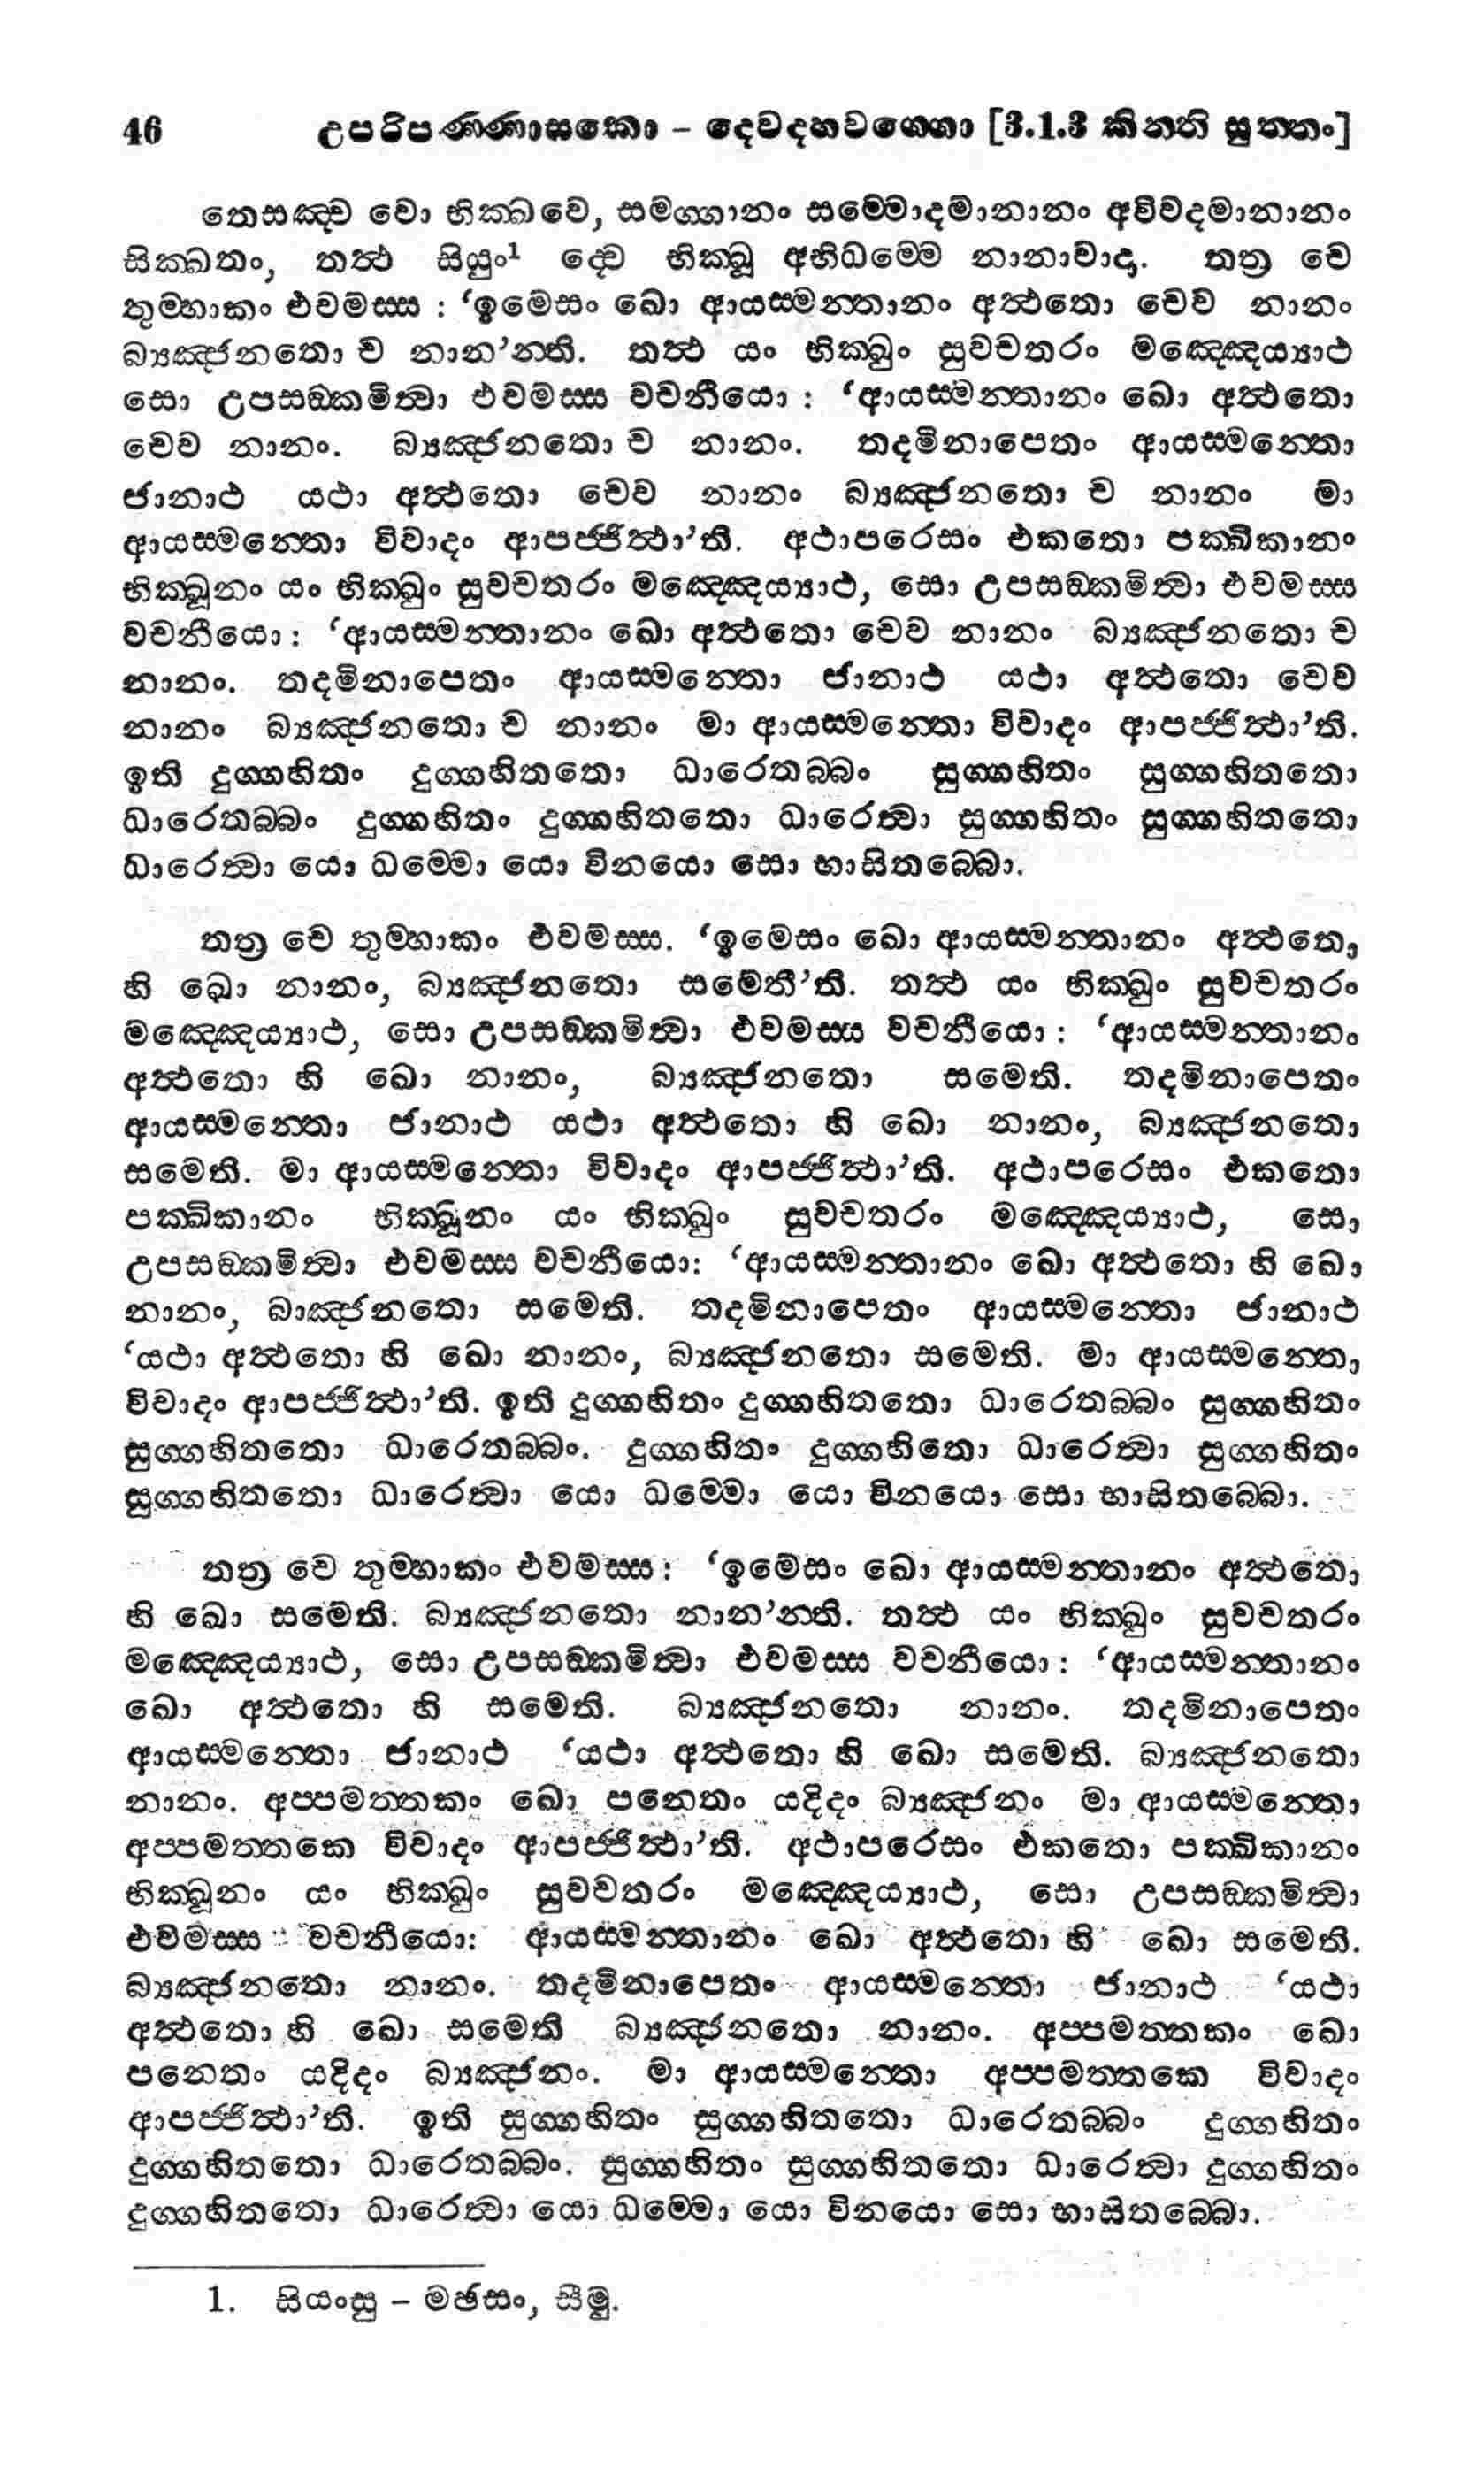 46 උපරිපණ්ණාසකො – දෙවදහවග්ගො [3.1.3 කින්ති සුත්තං]
තෙසඤ්ච වො භික්ඛවෙ, සමග්ගානං සම්මොදමානානං අවිවදමානානං
සික්ඛතං, තත්ථ සියුං¹ ද්වෙ භික්ඛූ අභිධම්මෙ නානාවාදා. තත්‍ර චෙ
තුම්හාකං එවමස්ස : ‘ඉමෙසං ඛො ආයස්මන්තානං අත්ථතො චෙව නානං
බ්‍යඤ්ජනතො ච නාන’න්ති. තත්ථ යං භික්ඛුං සුවචතරං මඤ්ඤෙය්‍යාථ
සො උපසඞ්කමිත්වා එවමස්ස වචනීයො : ‘ආයස්මන්තානං ඛො අත්ථතො
චෙව නානං. බ්‍යඤ්ජනතො ච නානං. තදමිනාපෙතං ආයස්මන්තො
ජානාථ යථා අත්ථතො චෙව නානං බ්‍යඤ්ජනතො ච නානං මා
ආයස්මන්තො විවාදං ආපජ්ජිත්ථා’ති. අථාපරෙසං එකතො පක්ඛිකානං
භික්ඛූනං යං භික්ඛුං සුවචතරං මඤ්ඤෙය්‍යාථ, සො උපසඞ්කමිත්වා එවමස්ස
වචනීයො : ‘ආයස්මන්තානං ඛො අත්ථතො චෙව නානං බ්‍යඤ්ජනතො ච
නානං. තදමිනාපෙතං ආයස්මන්තො ජානාථ යථා අත්ථතො චෙව
නානං බ්‍යඤ්ජනතො ච නානං මා ආයස්මන්තො විවාදං ආපජ්ජිත්ථා’ති.
ඉති දුග්ගහිතං දුග්ගහිතතො ධාරෙතබ්බං සුග්ගහිතං සුග්ගහිතතො
ධාරෙතබ්බං දුග්ගහිතං දුග්ගහිතතො ධාරෙත්වා සුග්ගහිතං සුග්ගහිතතො
ධාරෙත්වා යො ධම්මො යො විනයො සො භාසිතබ්බො.
තත්‍ර චෙ තුම්හාකං එවම්ස්ස. ‘ඉමෙසං ඛො ආයස්මන්තානං අත්ථතො
හි ඛො නානං, බ්‍යඤ්ජනතො සමෙතී’ති. තත්ථ යං භික්ඛුං සුවචතරං
මඤ්ඤෙය්‍යාථ, සො උපසඞ්කමිත්වා එවමස්ස වචනීයො : ‘ආයස්මන්තානං
අත්ථතො හි ඛො නානං, බ්‍යඤ්ජනතො සමෙති. තදමිනාපෙතං
ආයස්මන්තො ජානාථ යථා අත්ථතො හි ඛො නානං, බ්‍යඤ්ජනතො
සමෙති. මා ආයස්මන්තො විවාදං ආපජ්ජිත්ථා’ති. අථාපරෙසං එකතො
පක්ඛිකානං භික්ඛූනං යං භික්ඛුං සුවචතරං මඤ්ඤෙය්‍යාථ, සො
උපසඞ්කමිත්වා එවමස්ස වචනීයො: ‘ආයස්මන්තානං ඛො අත්ථතො හි ඛො
නානං, බාඤ්ජනතො සමෙති. තදමිනාපෙතං ආයස්මන්තො ජානාථ
‘යථා අත්ථතො හි ඛො නානං, බ්‍යඤ්ජනතො සමෙති. මා ආයස්මන්තො
විවාදං ආපජ්ජිත්ථා’ති. ඉති දුග්ගහිතං දුග්ගහිතතො ධාරෙතබ්බං සුග්ගහිතං
සුග්ගහිතතො ධාරෙතබ්බං. දුග්ගහිතං දුග්ගහිතො ධාරෙත්වා සුග්ගහිතං
සුග්ගහිතතො ධාරෙත්වා යො ධම්මො යො විනයො සො භාසිතබ්බො.
තත්‍ර චෙ තුම්හාකං එවමස්ස : ‘ඉමෙසං ඛො ආයස්මන්තානං අත්ථතො
හි ඛො සමෙති. බ්‍යඤ්ජනතො නාන’න්ති. තත්ථ යං භික්ඛුං සුවචතරං
මඤ්ඤෙය්‍යාථ, සො උපසඞ්කමිත්වා එවමස්ස වචනීයො : ‘ආයස්මන්තානං
ඛො අත්ථතො හි සමෙති. බ්‍යඤ්ජනතො නානං. තදමිනාපෙතං
ආයස්මන්තො ජානාථ ‘යථා අත්ථතො හි ඛො සමෙති. බ්‍යඤ්ජනතො
නානං. අප්පමත්තකං ඛො පනෙතං යදිදං බ්‍යඤ්ජනං මා ආයස්මන්තො
අප්පමත්තකෙ විවාදං ආපජ්ජිත්ථා’ති. අථාපරෙසං එකතො පක්ඛිකානං
භික්ඛූනං යං භික්ඛුං සුවචතරං මඤ්ඤෙය්‍යාථ, සො උපසඞ්කමිත්වා
එවමස්ස වචනීයො: ආයස්මන්තානං ඛො අත්ථතො හි ඛො සමෙති.
බ්‍යඤ්ජනතො නානං. තදමිනාපෙතං ආයස්මන්තො ජානාථ ‘යථා
අත්ථතො හි ඛො සමෙති බ්‍යඤ්ජනතො නානං. අප්පමත්තකං ඛො
පනෙතං යදිදං බ්‍යඤ්ජනං. මා ආයස්මන්තො අප්පමත්තකෙ විවාදං
ආපජ්ජිත්ථා’ති. ඉති සුග්ගහිතං සුග්ගහිතතො ධාරෙතබ්බං දුග්ගහිතං
දුග්ගහිතතො ධාරෙතබ්බං. සුග්ගහිතං සුග්ගහිතතො ධාරෙත්වා දුග්ගහිතං
දුග්ගහිතතො ධාරෙත්වා යො ධම්මො යො විනයො සො භාසිතබ්බො.
1. සියංසු – මඡසං, සීමු.